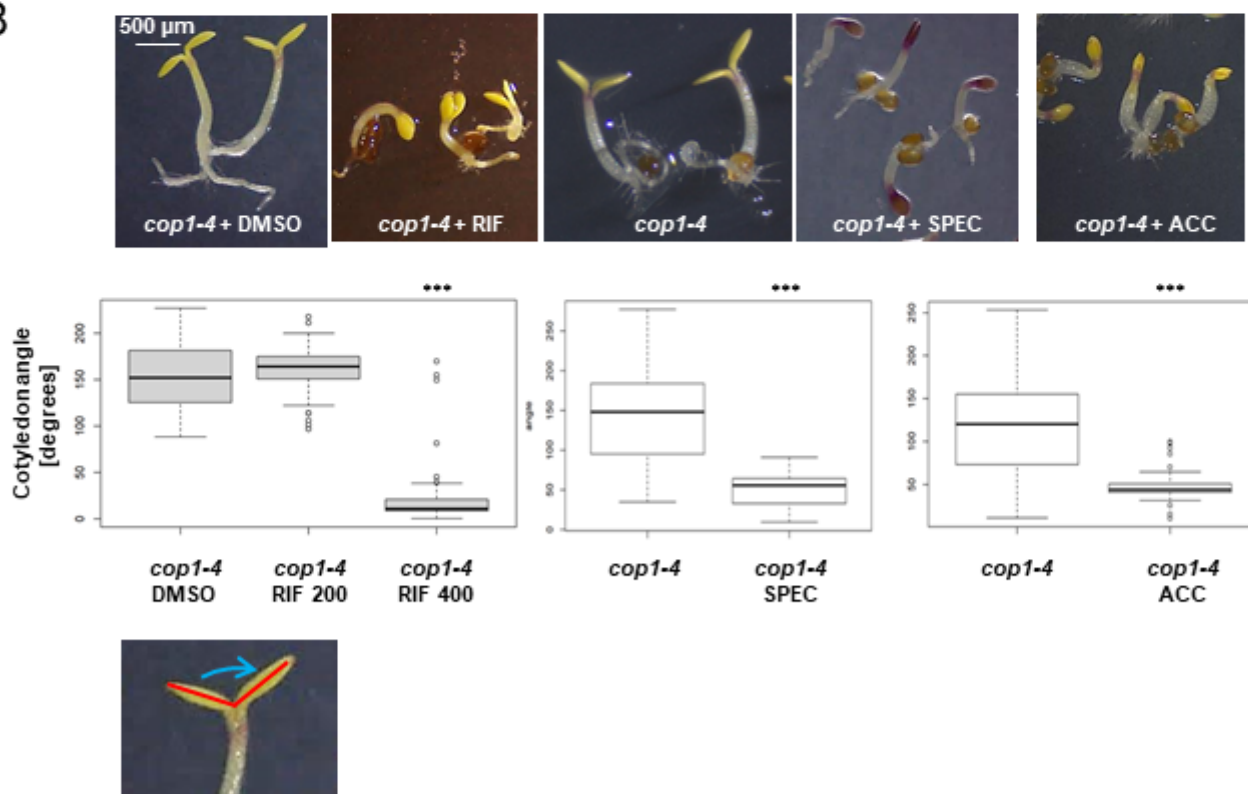 B
500 µm
cop1-4 + DMSO
cop1-4 + RIF
cop1-4
cop1-4 + SPEC
cop1-4 + ACC
***
***
***
Cotyledonangle
[degrees]
0
50
100
150
200
angle
0
50
100
150
200
250
50
100
150
200
250
cop1-4
DMSO
cop1-4
RIF 200
cop1-4
RIF 400
cop1-4
cop1-4
SPEC
cop1-4
cop1-4
ACC